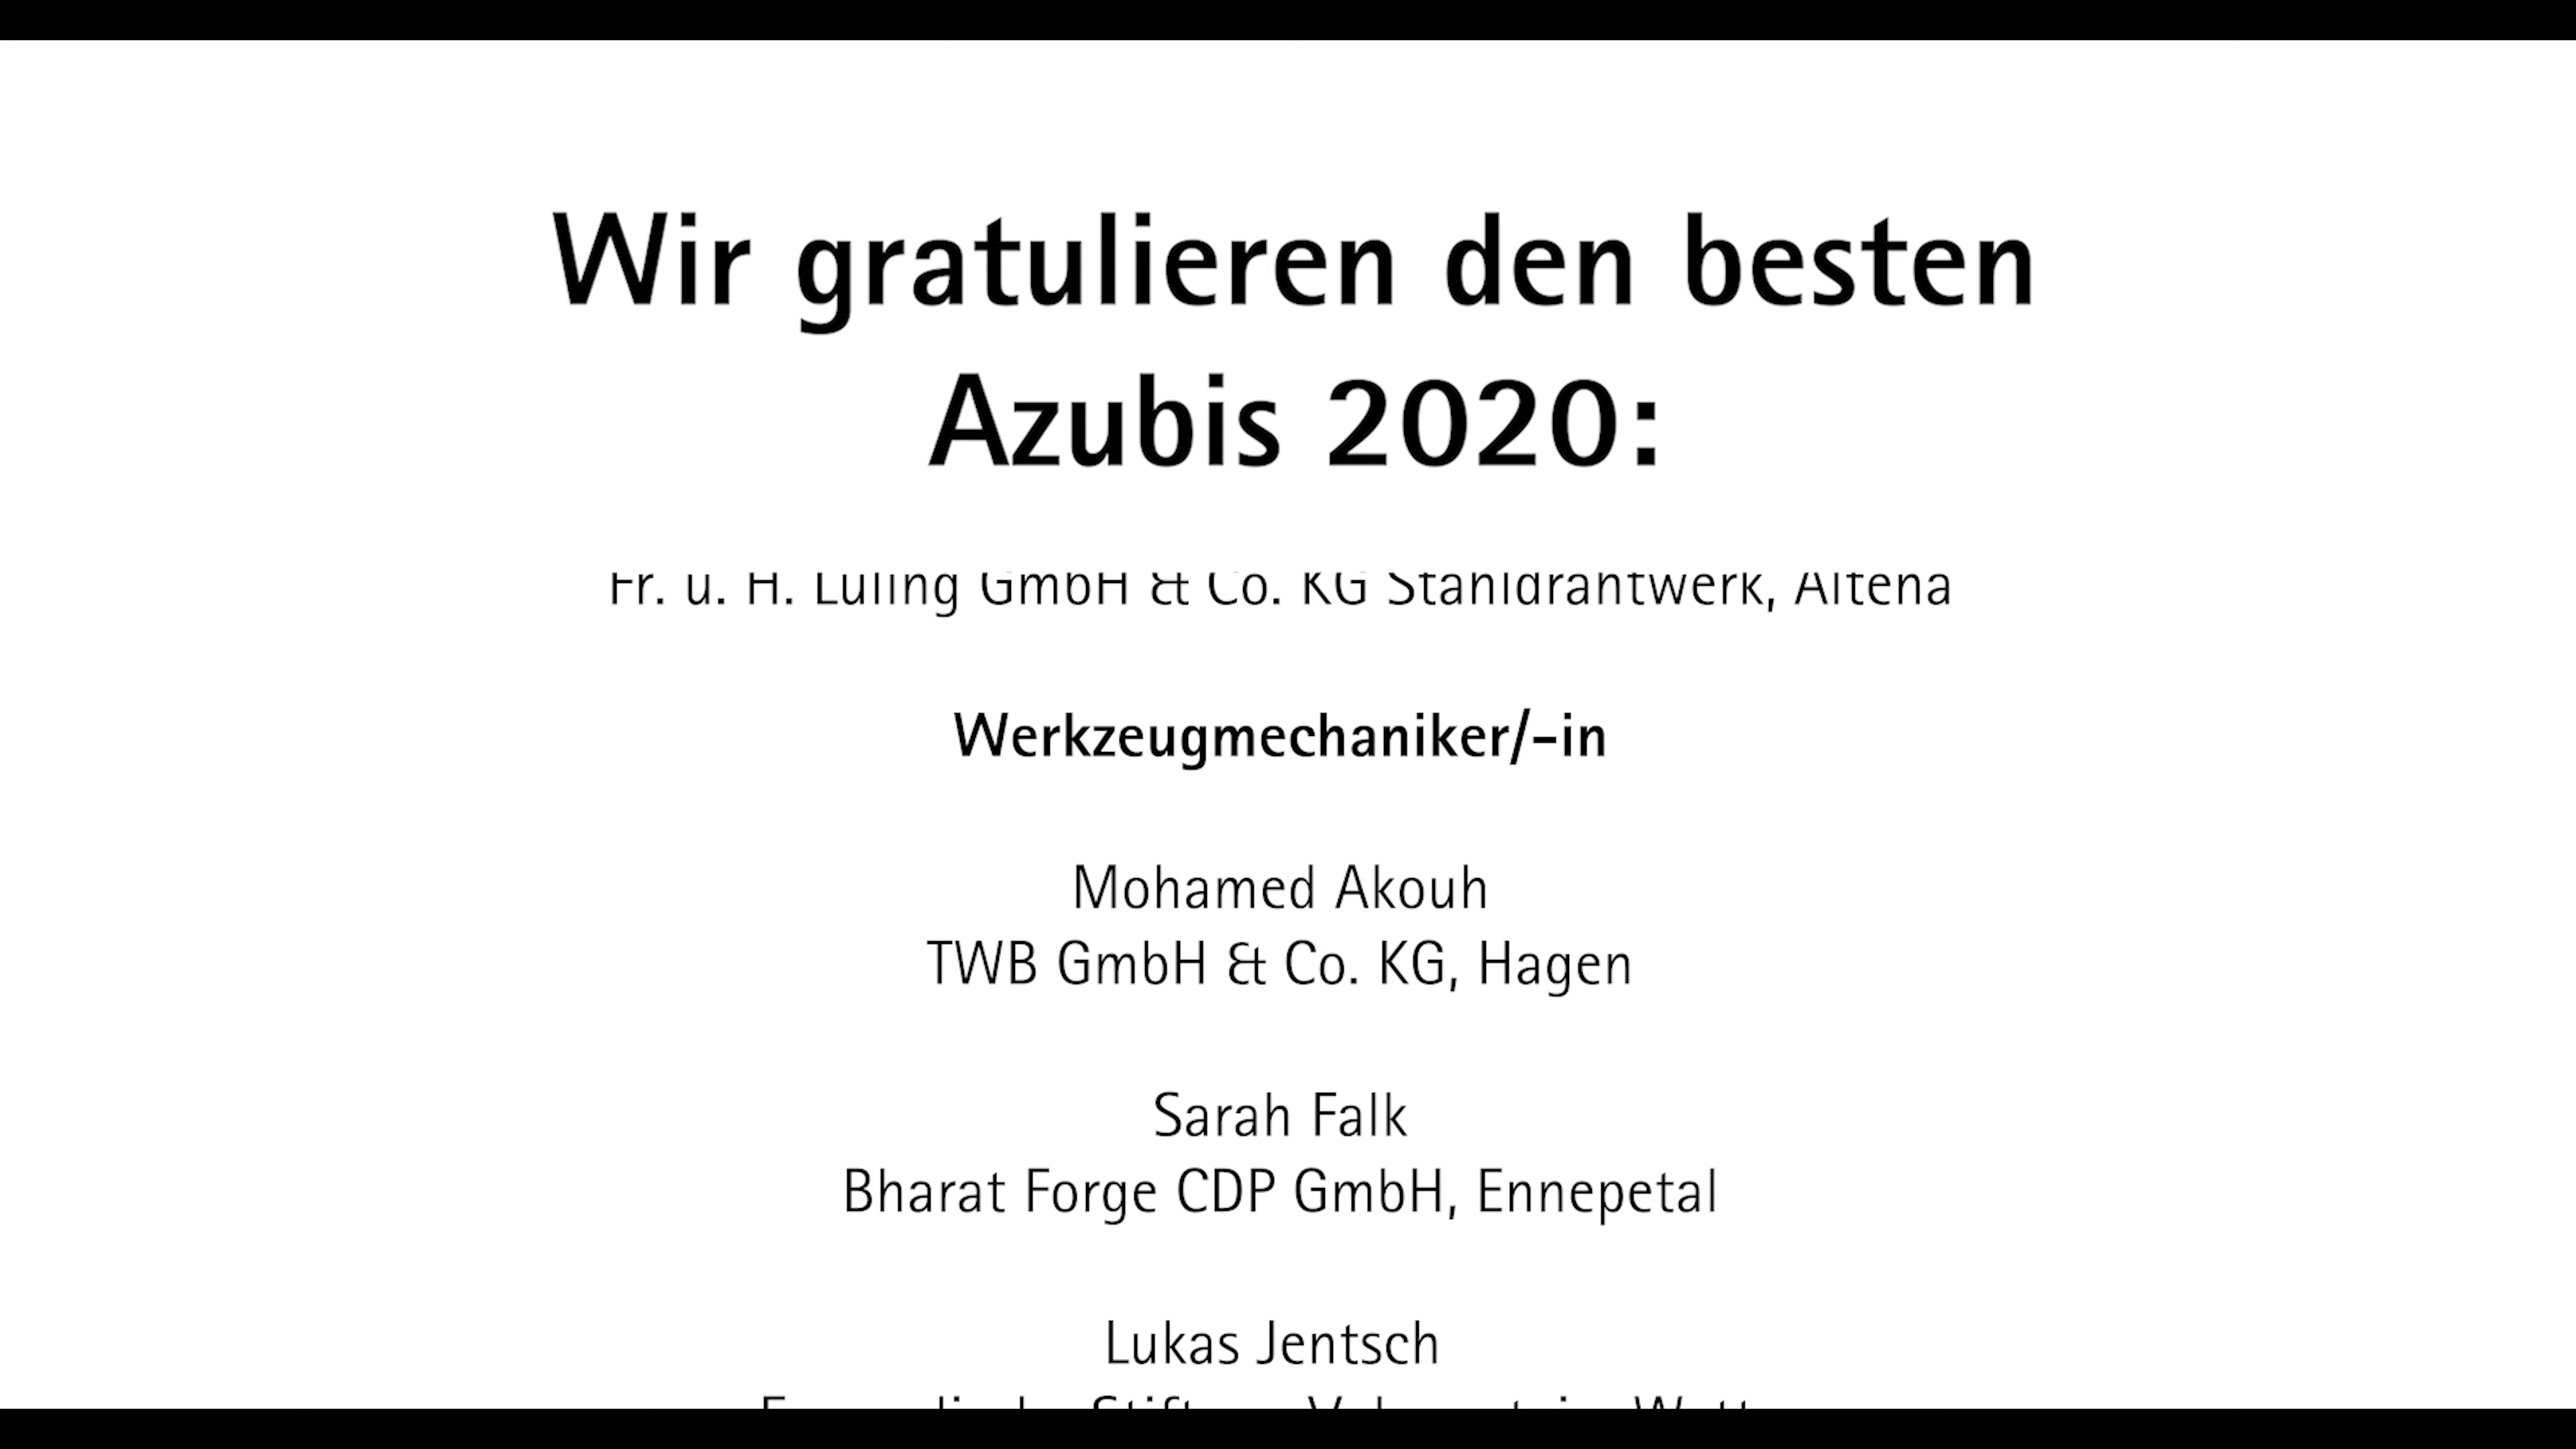 Wir gratulieren den besten
Azubis 2020:
Fr. u. H. Lüling GmbH & Co. KG Stahldrahtwerk, Altena
Werkzeugmechaniker/-in
Mohamed Akouh
TWB GmbH & Co. KG, Hagen
Sarah Falk
Bharat Forge CDP GmbH, Ennepetal
Lukas Jentsch